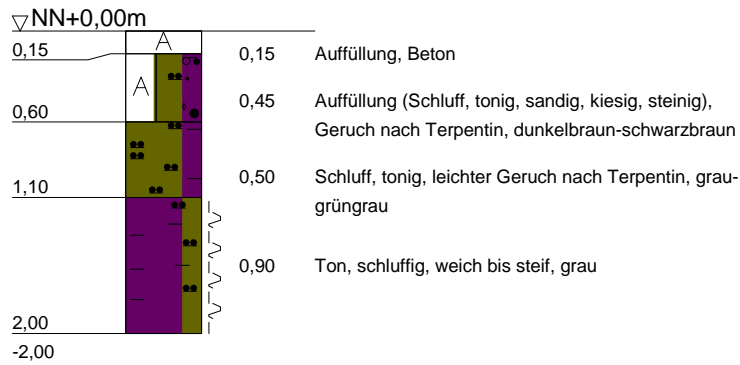 ▽NN+0,00m
A
0,15
0,15 Auffüllung, Beton
A
0,45 Auffüllung (Schluff, tonig, sandig, kiesig, steinig),
0,60
Geruch nach Terpentin, dunkelbraun-schwarzbraun
0,50 Schluff, tonig, leichter Geruch nach Terpentin, grau-
1,10
grüngrau
0,90 Ton, schluffig, weich bis steif, grau
2,00
-2,00